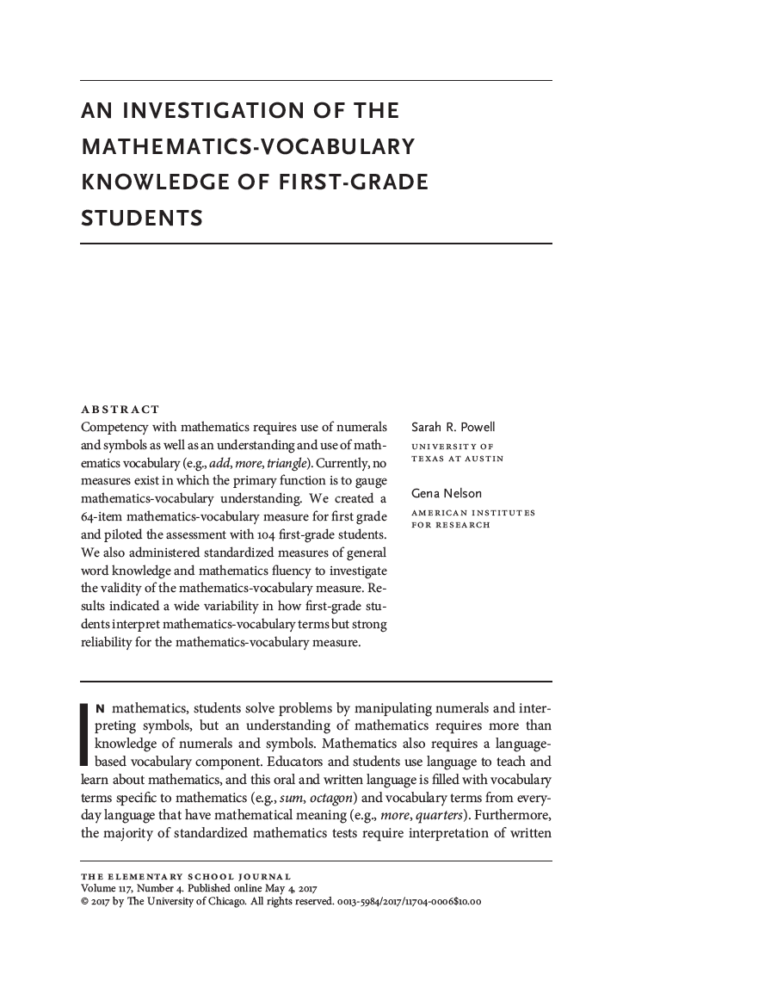 AN INVESTIGATION OF THE
MATHEMATICS-VOCABULARY
KNOWLEDGE OF FIRST-GRADE
STUDENTS
ABSTRACT
Competency with mathematics requires use of numerals
and symbols as well as an understanding and use of math-
ematics vocabulary (e.g., add, more, triangle). Currently, no
measures exist in which the primary function is to gauge
mathematics-vocabulary understanding. We created a
64-item mathematics-vocabulary measure for first grade
and piloted the assessment with 104 first-grade students.
We also administered standardized measures of general
word knowledge and mathematics fluency to investigate
the validity of the mathematics-vocabulary measure. Re-
sults indicated a wide variability in how first-grade stu-
dents interpret mathematics-vocabulary terms but strong
reliability for the mathematics-vocabulary measure.
Sarah R. Powell
UNIVERSITY OF
TEXAS AT AUSTIN
Gena Nelson
AMERICAN INSTITUTES
FOR RESEARCH
IN mathematics, students solve problems by manipulating numerals and inter-
preting symbols, but an understanding of mathematics requires more than
knowledge of numerals and symbols. Mathematics also requires a language-
based vocabulary component. Educators and students use language to teach and
learn about mathematics, and this oral and written language is filled with vocabulary
terms specific to mathematics (e.g., sum, octagon) and vocabulary terms from every-
day language that have mathematical meaning (e.g., more, quarters). Furthermore,
the majority of standardized mathematics tests require interpretation of written
THE ELEMENTARY SCHOOL JOURNAL
Volume 117, Number 4. Published online May 4, 2017
© 2017 by The University of Chicago. All rights reserved. 0013-5984/2017/11704-0006$10.00